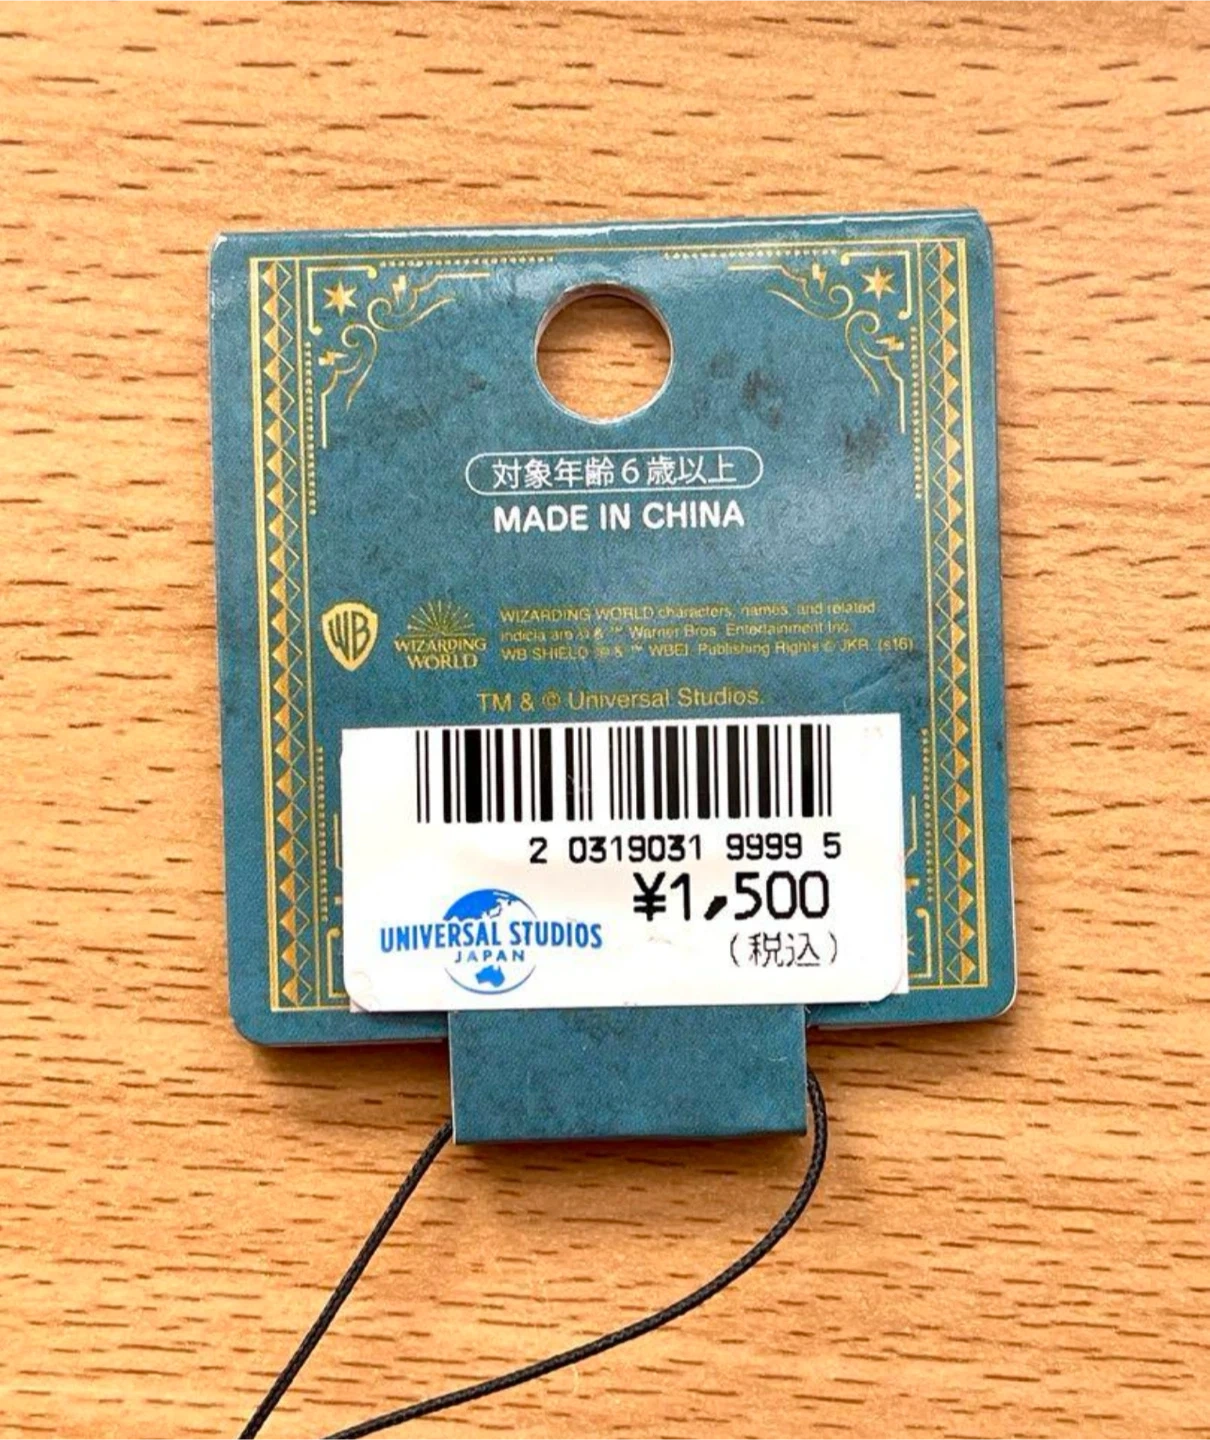 対象年齢6歳以上
MADE IN CHINA
WB
WIZARDING
WORLD
WIZARDING WORLD characters, names, and related
indicia are © & ™ Warner Bros. Entertainment Inc.
WB SHIELD: © & ™ WBEI. Publishing Rights © JKR. (s16)
TM & © Universal Studios.
2 0319031 9999 5
¥1,500
(税込)
UNIVERSAL STUDIOS
JAPAN